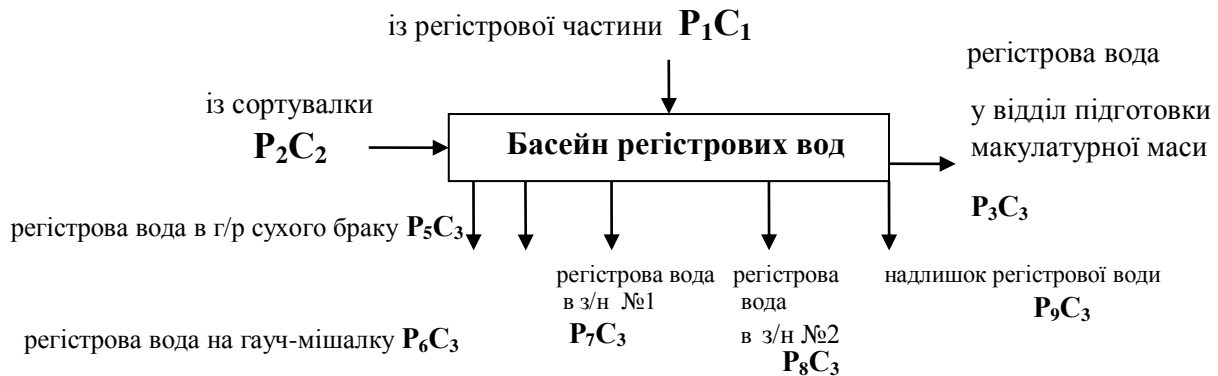 із регістрової частини P₁C₁
регістрова вода
у відділ підготовки
макулатурної маси
P₃C₃
із сортувалки
P₂C₂
Басейн регістрових вод
регістрова вода в г/р сухого браку P₅C₃
регістрова вода на гауч-мішалку P₆C₃
регістрова вода
в з/н №1
P₇C₃
регістрова
вода
в з/н №2
P₈C₃
надлишок регістрової води
P₉C₃